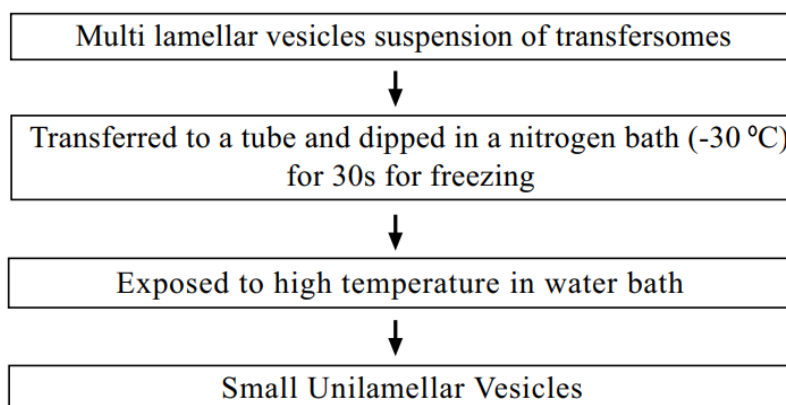 Multi lamellar vesicles suspension of transfersomes
Transferred to a tube and dipped in a nitrogen bath (-30 ⁰C)
for 30s for freezing
Exposed to high temperature in water bath
Small Unilamellar Vesicles